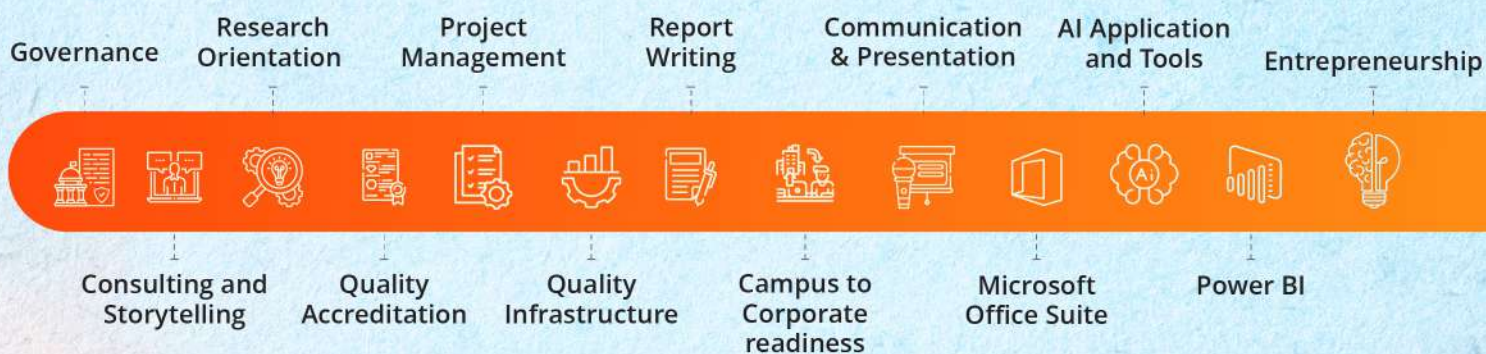 Governance
Research
Orientation
Project
Management
Report
Writing
Communication
& Presentation
AI Application
and Tools
Entrepreneurship
Ai
Consulting and
Storytelling
Quality
Accreditation
Quality
Infrastructure
Campus to
Corporate
readiness
Microsoft
Office Suite
Power BI